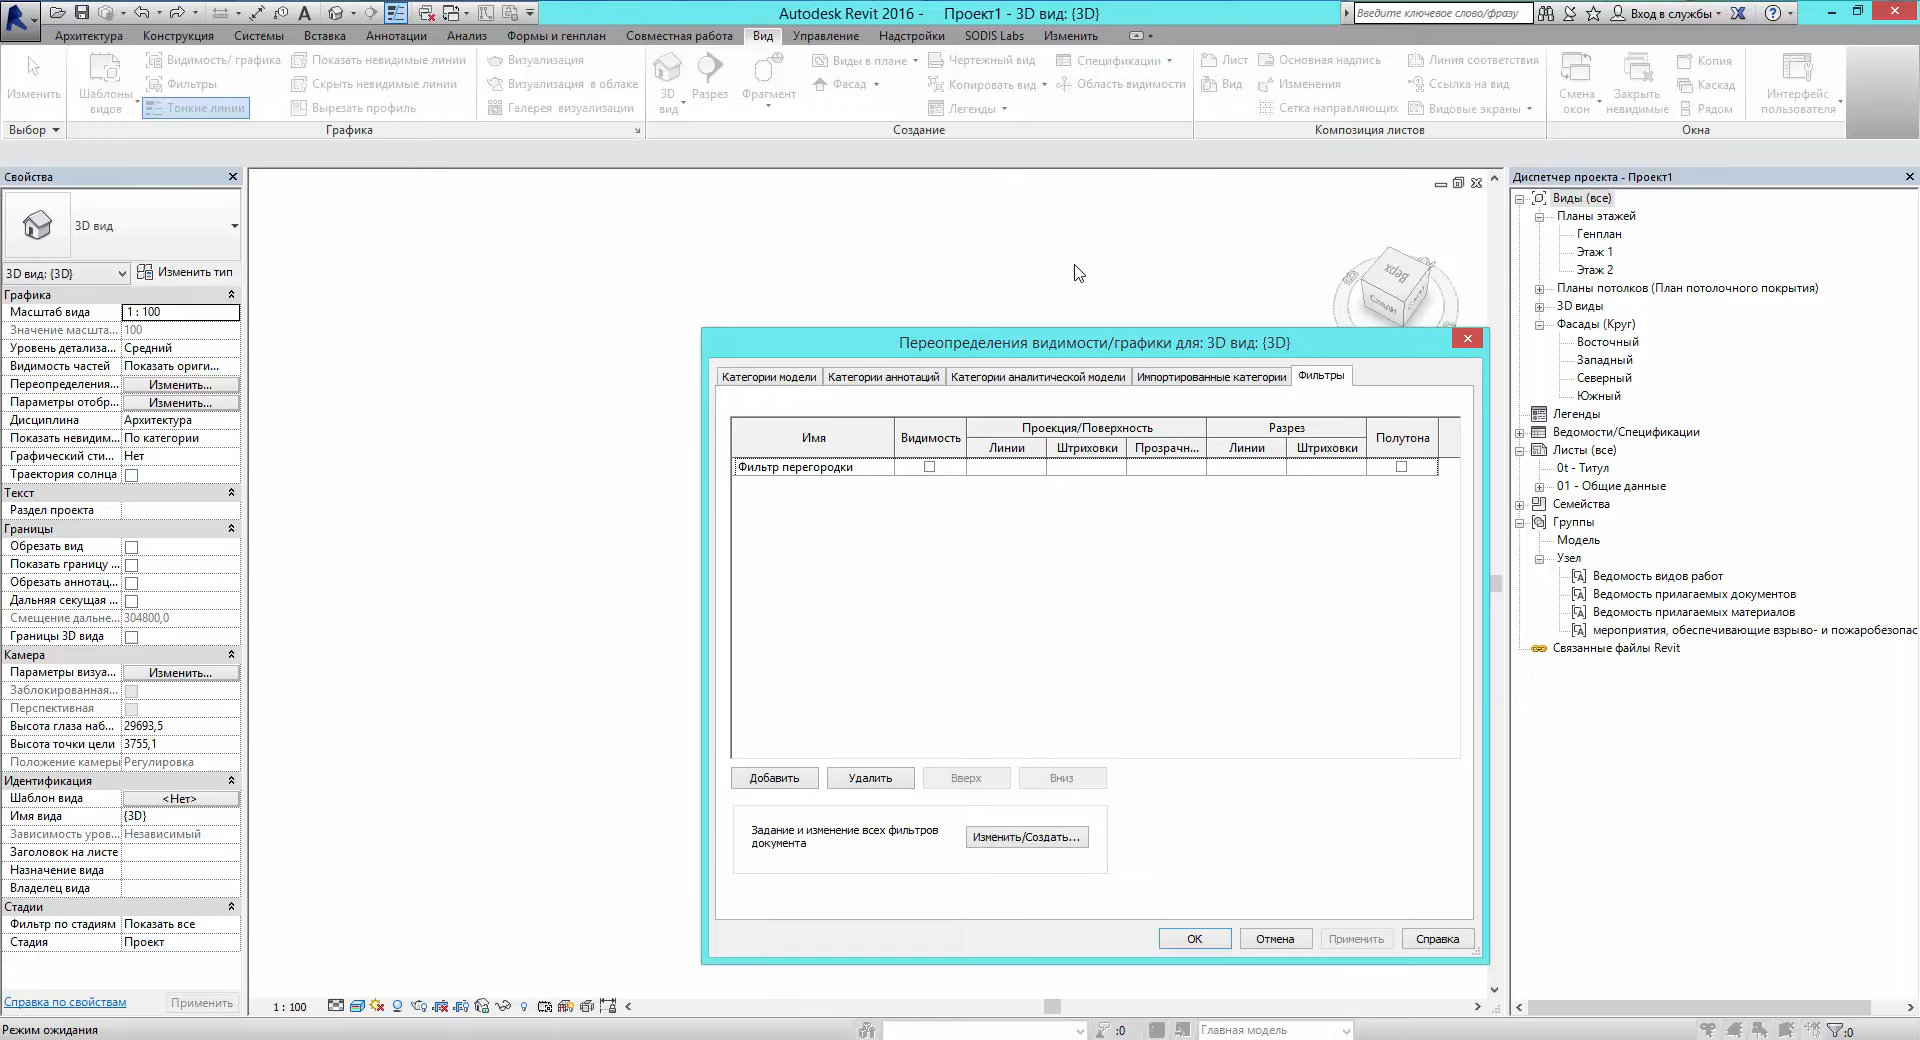 Autodesk Revit 2016 - Проект1 - 3D вид: {3D}
Введите ключевое слово/фразу
Вход в службы
Архитектура Конструкция Системы Вставка Аннотации Анализ Формы и генплан Совместная работа Вид Управление Надстройки SODIS Labs Изменить
Изменить
Выбор
Шаблоны видов
Видимость/ графика
Фильтры
Тонкие линии
Показать невидимые линии
Скрыть невидимые линии
Вырезать профиль
Визуализация
Визуализация в облаке
Галерея визуализации
Графика
3D вид
Разрез
Фрагмент
Виды в плане
Фасад
Чертежный вид
Копировать вид
Легенды
Спецификации
Область видимости
Создание
Лист
Вид
Основная надпись
Изменения
Сетка направляющих
Линия соответствия
Ссылка на вид
Видовые экраны
Композиция листов
Смена окон
Закрыть невидимые
Копия
Каскад
Рядом
Окна
Интерфейс пользователя
Свойства
3D вид
3D вид: {3D} Изменить тип
Графика
Масштаб вида 1 : 100
Значение масшта... 100
Уровень детализа... Средний
Видимость частей Показать ориги...
Переопределения... Изменить...
Параметры отобр... Изменить...
Дисциплина Архитектура
Показать невидим... По категории
Графический сти... Нет
Траектория солнца
Текст
Раздел проекта
Границы
Обрезать вид
Показать границу ...
Обрезать аннотац...
Дальняя секущая ...
Смещение дальне... 304800,0
Границы 3D вида
Камера
Параметры визуа... Изменить...
Заблокированная...
Перспективная
Высота глаза наб... 29693,5
Высота точки цели 3755,1
Положение камеры Регулировка
Идентификация
Шаблон вида <Нет>
Имя вида {3D}
Зависимость уров... Независимый
Заголовок на листе
Назначение вида
Владелец вида
Стадии
Фильтр по стадиям Показать все
Стадия Проект
Справка по свойствам Применить
Верх
Переопределения видимости/графики для: 3D вид: {3D}
Категории модели Категории аннотаций Категории аналитической модели Импортированные категории Фильтры
Имя Видимость Проекция/Поверхность Разрез Полутона
Линии Штриховки Прозрачн... Линии Штриховки
Фильтр перегородки
Добавить Удалить Вверх Вниз
Задание и изменение всех фильтров
документа
Изменить/Создать...
ОК Отмена Применить Справка
Диспетчер проекта - Проект1
Виды (все)
Планы этажей
Генплан
Этаж 1
Этаж 2
Планы потолков (План потолочного покрытия)
3D виды
Фасады (Круг)
Восточный
Западный
Северный
Южный
Легенды
Ведомости/Спецификации
Листы (все)
0t - Титул
01 - Общие данные
Семейства
Группы
Модель
Узел
Ведомость видов работ
Ведомость прилагаемых документов
Ведомость прилагаемых материалов
мероприятия, обеспечивающие взрыво- и пожаробезопас
Связанные файлы Revit
1 : 100
Режим ожидания
:0
Главная модель
:0